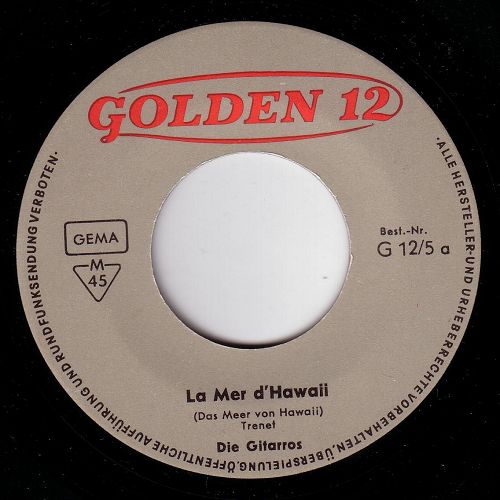 GOLDEN 12
GEMA
M
45
Best.-Nr.
G 12/5 a
La Mer d'Hawaii
(Das Meer von Hawaii)
Trenet
Die Gitarros
·ALLE HERSTELLER- UND URHEBERRECHTE VORBEHALTEN, ÜBERSPIELUNG, ÖFFENTLICHE AUFFÜHRUNG UND RUNDFUNKSENDUNG VERBOTEN·